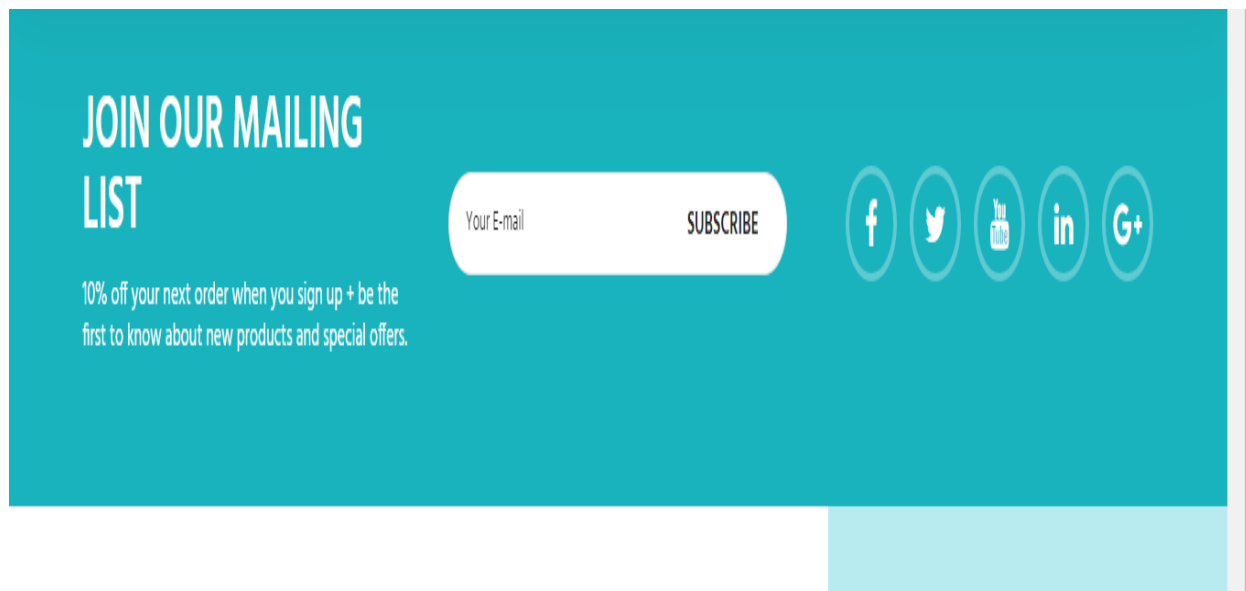 JOIN OUR MAILING
LIST
10% off your next order when you sign up + be the
first to know about new products and special offers.
Your E-mail
SUBSCRIBE
f
You
Tube
in
G+